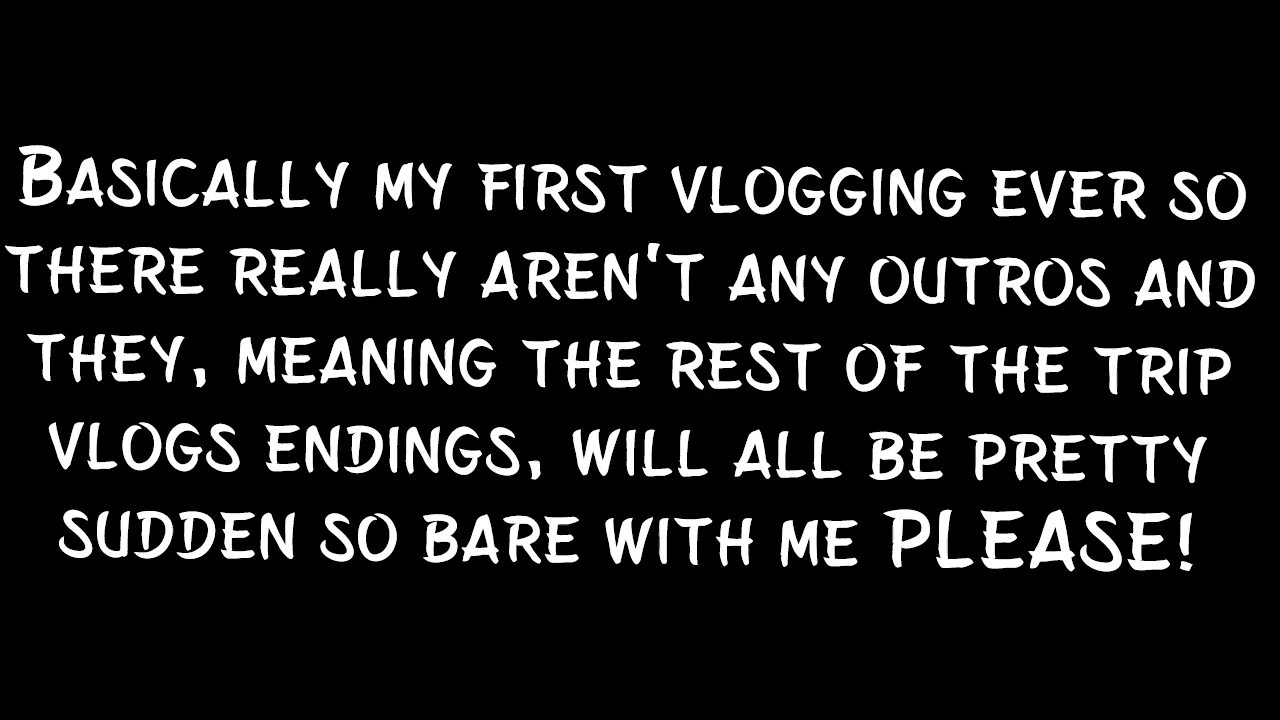 Basically my first vlogging ever so
there really aren't any outros and
they, meaning the rest of the trip
vlogs endings, will all be pretty
sudden so bare with me PLEASE!